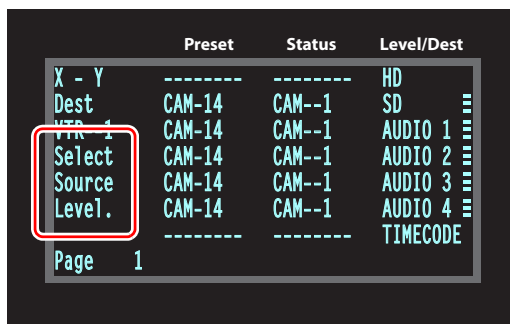 Preset Status Level/Dest
X - Y -------- -------- HD
Dest CAM-14 CAM--1 SD
VTR--1 CAM-14 CAM--1 AUDIO 1
Select CAM-14 CAM--1 AUDIO 2
Source CAM-14 CAM--1 AUDIO 3
Level. CAM-14 CAM--1 AUDIO 4
-------- -------- TIMECODE
Page 1